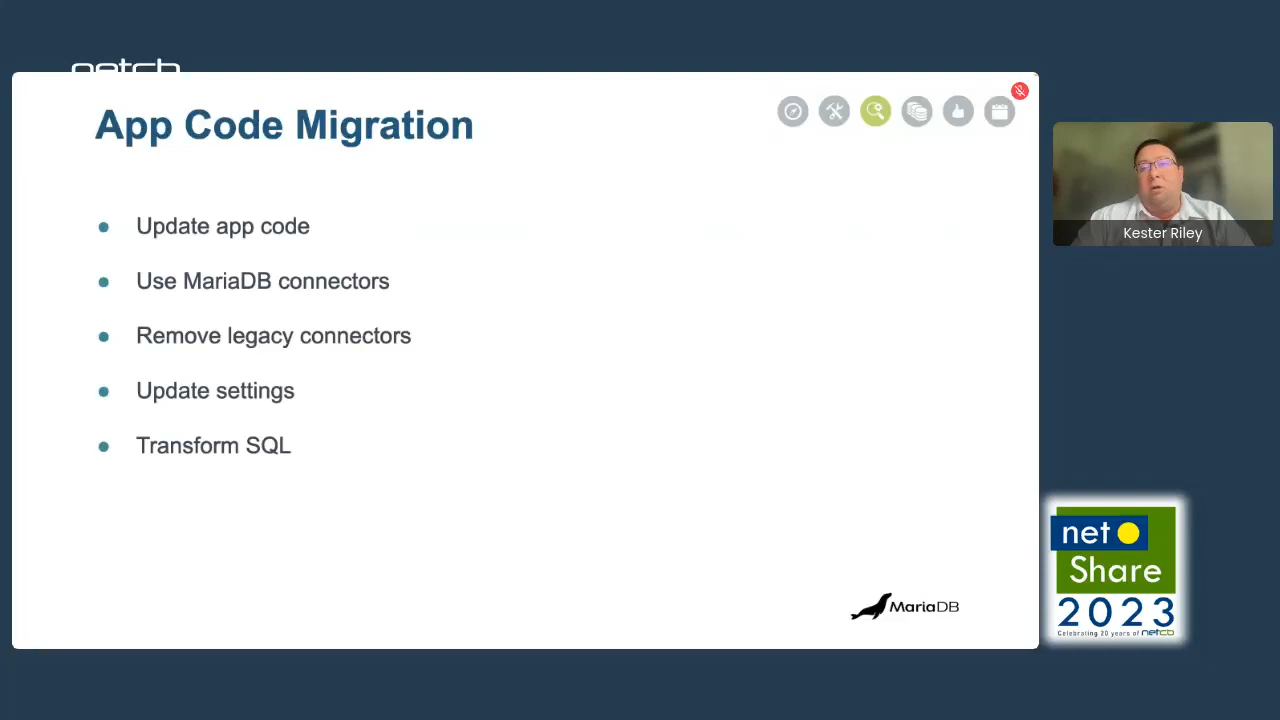 netcb
App Code Migration
Update app code
Use MariaDB connectors
Remove legacy connectors
Update settings
Transform SQL
MariaDB
Kester Riley
net
Share
2023
Celebrating 20 years of netcb